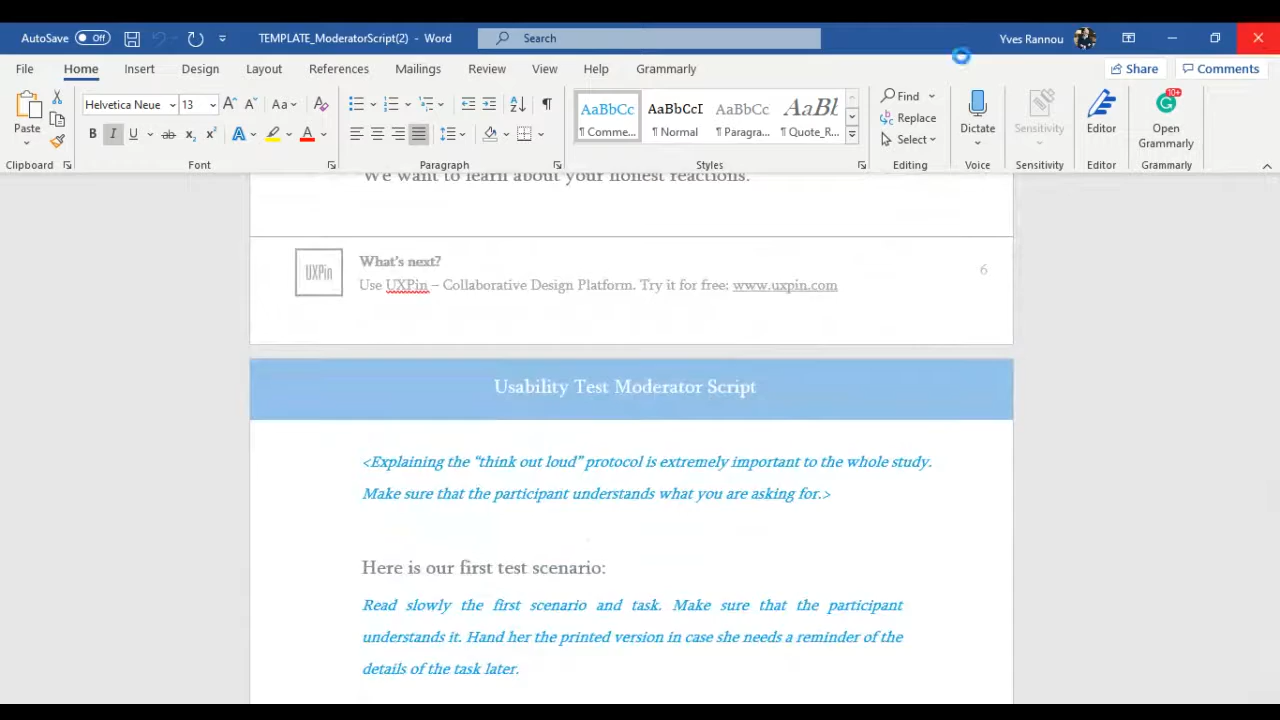 AutoSave Off TEMPLATE_ModeratorScript(2) - Word Search Yves Rannou
File Home Insert Design Layout References Mailings Review View Help Grammarly Share Comments
Paste Helvetica Neue 13 A A Aa A
B I U ab x2 x2 A A
AaBbCc AaBbCcI AaBbCc AaBl
¶ Comme... ¶ Normal ¶ Paragra... ¶ Quote_R...
Find Replace Select
Dictate Sensitivity Editor Open Grammarly 10+
Clipboard Font Paragraph Styles Editing Voice Sensitivity Editor Grammarly
We want to learn about your honest reactions.
UXPin
What's next?
Use UXPin – Collaborative Design Platform. Try it for free: www.uxpin.com
6
Usability Test Moderator Script
<Explaining the “think out loud” protocol is extremely important to the whole study.
Make sure that the participant understands what you are asking for.>
Here is our first test scenario:
Read slowly the first scenario and task. Make sure that the participant
understands it. Hand her the printed version in case she needs a reminder of the
details of the task later.